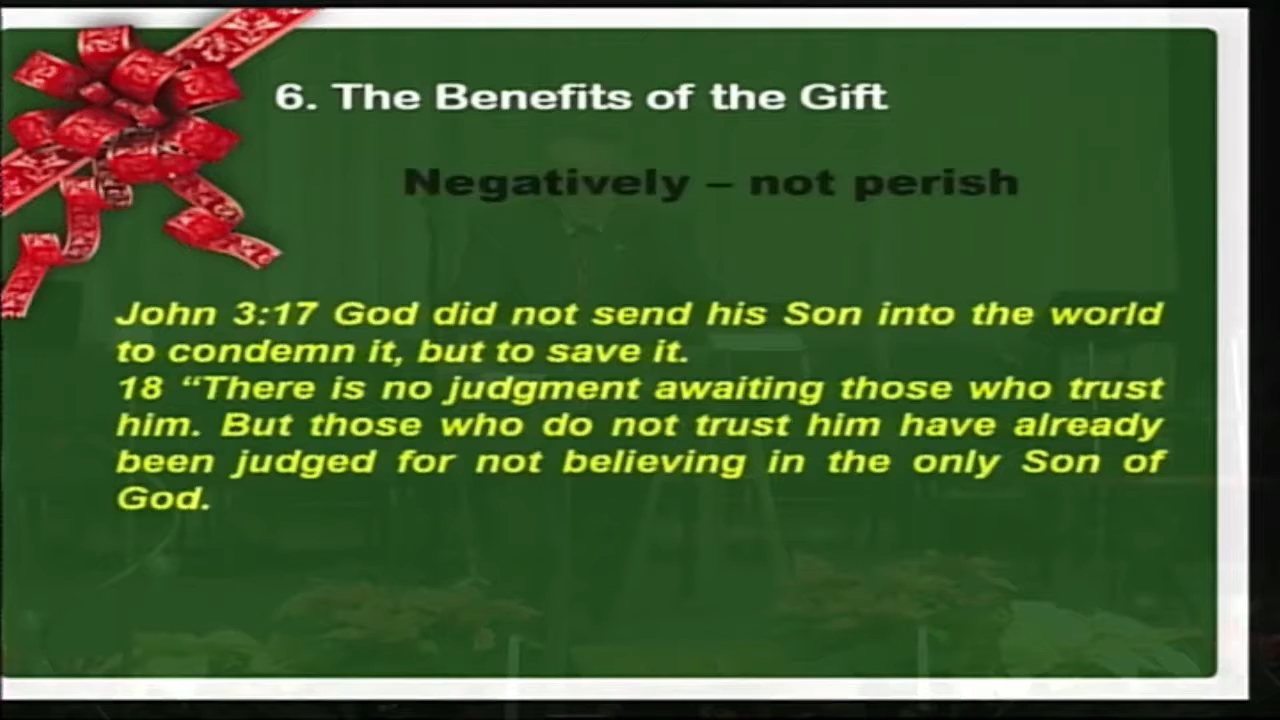 6. The Benefits of the Gift
Negatively – not perish
John 3:17 God did not send his Son into the world
to condemn it, but to save it.
18 “There is no judgment awaiting those who trust
him. But those who do not trust him have already
been judged for not believing in the only Son of
God.